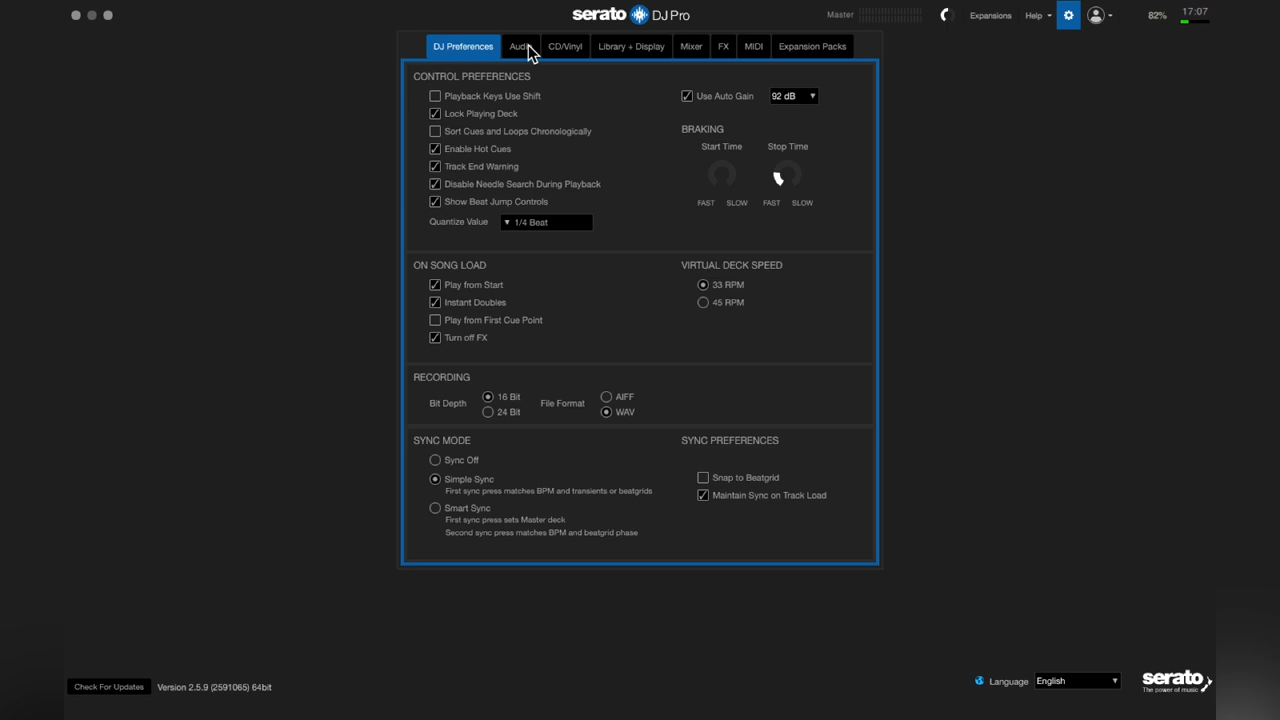 serato DJ Pro
Master
Expansions
Help
82%
17:07
DJ Preferences
CD/Vinyl
Library + Display
Mixer
FX
MIDI
Expansion Packs
CONTROL PREFERENCES
Playback Keys Use Shift
Lock Playing Deck
Sort Cues and Loops Chronologically
Enable Hot Cues
Track End Warning
Disable Needle Search During Playback
Show Beat Jump Controls
Quantize Value 1/4 Beat
Use Auto Gain 92 dB
BRAKING
Start Time Stop Time
FAST SLOW FAST SLOW
ON SONG LOAD
Play from Start
Instant Doubles
Play from First Cue Point
Turn off FX
VIRTUAL DECK SPEED
33 RPM
45 RPM
RECORDING
Bit Depth
16 Bit
24 Bit
File Format
AIFF
WAV
SYNC MODE
Sync Off
Simple Sync
First sync press matches BPM and transients or beatgrids
Smart Sync
First sync press sets Master deck
Second sync press matches BPM and beatgrid phase
SYNC PREFERENCES
Snap to Beatgrid
Maintain Sync on Track Load
Check For Updates
Version 2.5.9 (2591065) 64bit
Language English
serato
The power of music